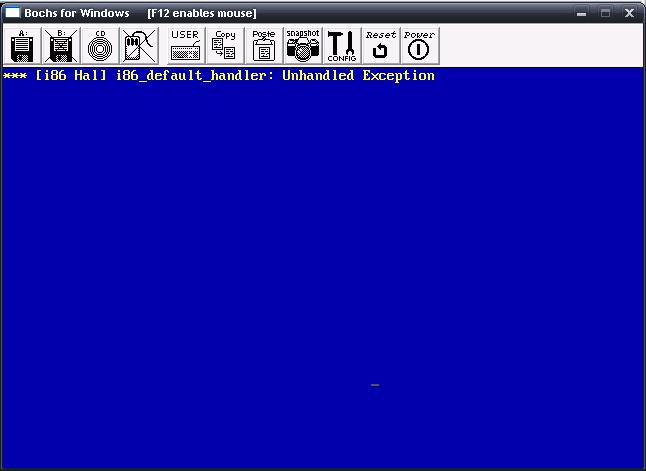 Bochs for Windows [F12 enables mouse]
A: B: CD USER Copy Paste snapshot CONFIG Reset Power
*** [i86 Hal] i86_default_handler: Unhandled Exception